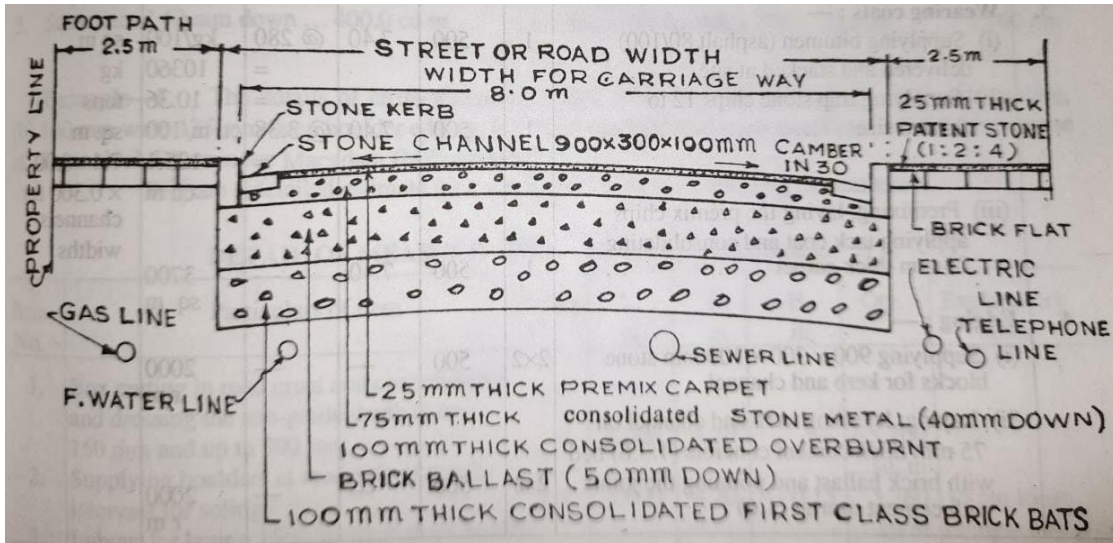 FOOT PATH
2.5 m
STREET OR ROAD WIDTH
2.5 m
WIDTH FOR CARRIAGE WAY
8.0 m
PROPERTY LINE
STONE KERB
STONE CHANNEL 900x300x100mm
CAMBER
IN 30
25mm THICK
PATENT STONE
(1:2:4)
BRICK FLAT
ELECTRIC
LINE
TELEPHONE
LINE
GAS LINE
F. WATER LINE
SEWER LINE
25mm THICK PREMIX CARPET
75mm THICK consolidated STONE METAL (40mm DOWN)
100mm THICK CONSOLIDATED OVERBURNT
BRICK BALLAST (50mm DOWN)
100mm THICK CONSOLIDATED FIRST CLASS BRICK BATS